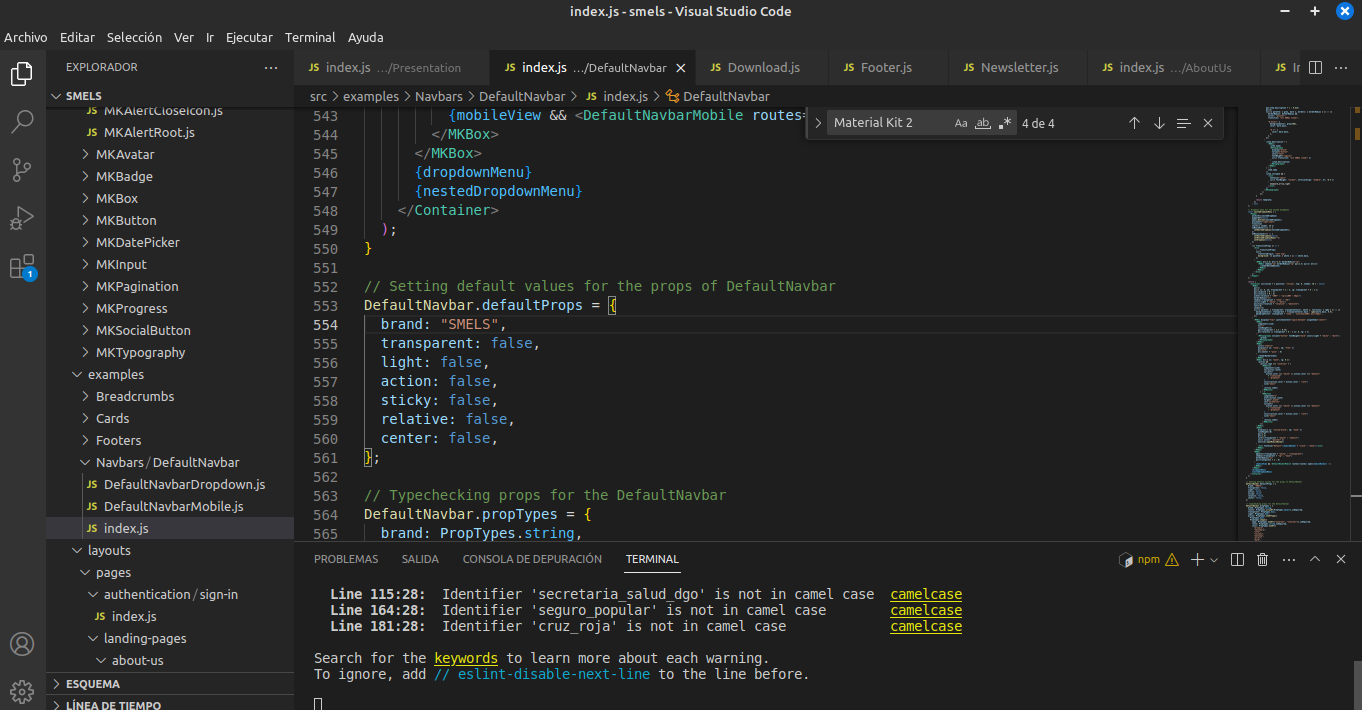 index.js - smels - Visual Studio Code
Archivo Editar Selección Ver Ir Ejecutar Terminal Ayuda
EXPLORADOR
SMELS
MKAlertCloseIcon.js
MKAlertRoot.js
MKAvatar
MKBadge
MKBox
MKButton
MKDatePicker
MKInput
MKPagination
MKProgress
MKSocialButton
MKTypography
examples
Breadcrumbs
Cards
Footers
Navbars / DefaultNavbar
JS DefaultNavbarDropdown.js
JS DefaultNavbarMobile.js
JS index.js
layouts
pages
authentication / sign-in
JS index.js
landing-pages
about-us
ESQUEMA
LÍNEA DE TIEMPO
1
JS index.js .../Presentation
JS index.js .../DefaultNavbar
JS Download.js
JS Footer.js
JS Newsletter.js
JS index.js .../AboutUs
JS
src > examples > Navbars > DefaultNavbar > JS index.js > DefaultNavbar
Material Kit 2 Aa ab .* 4 de 4
543 {mobileView && <DefaultNavbarMobile routes=
544 </MKBox>
545 </MKBox>
546 {dropdownMenu}
547 {nestedDropdownMenu}
548 </Container>
549 );
550 }
551
552 // Setting default values for the props of DefaultNavbar
553 DefaultNavbar.defaultProps = {
554 brand: "SMELS",
555 transparent: false,
556 light: false,
557 action: false,
558 sticky: false,
559 relative: false,
560 center: false,
561 };
562
563 // Typechecking props for the DefaultNavbar
564 DefaultNavbar.propTypes = {
565 brand: PropTypes.string,
PROBLEMAS SALIDA CONSOLA DE DEPURACIÓN TERMINAL
npm
Line 115:28: Identifier 'secretaria_salud_dgo' is not in camel case camelcase
Line 164:28: Identifier 'seguro_popular' is not in camel case camelcase
Line 181:28: Identifier 'cruz_roja' is not in camel case camelcase
Search for the keywords to learn more about each warning.
To ignore, add // eslint-disable-next-line to the line before.